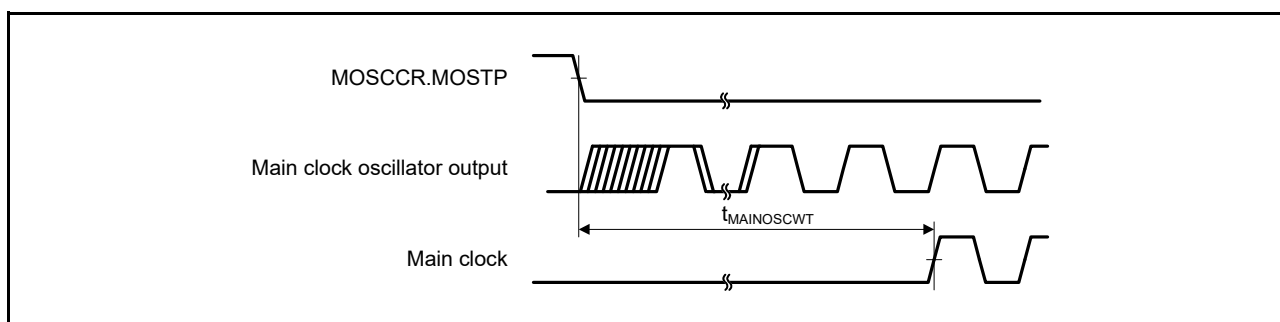 MOSCCR.MOSTP
Main clock oscillator output
tMAINOSCWT
Main clock